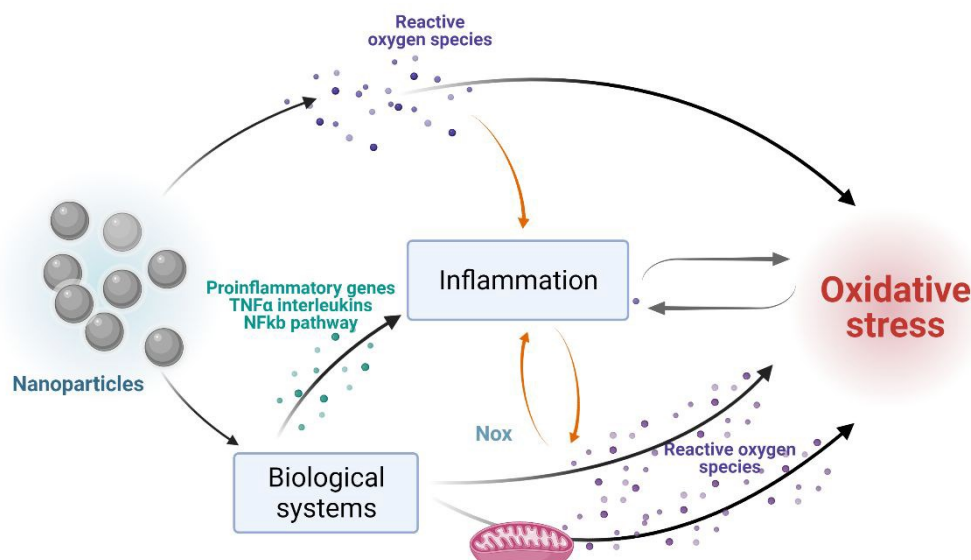 Reactive
oxygen species
Inflammation
Proinflammatory genes
TNFα interleukins
NFkb pathway
Oxidative
stress
Nanoparticles
Nox
Reactive oxygen
species
Biological
systems